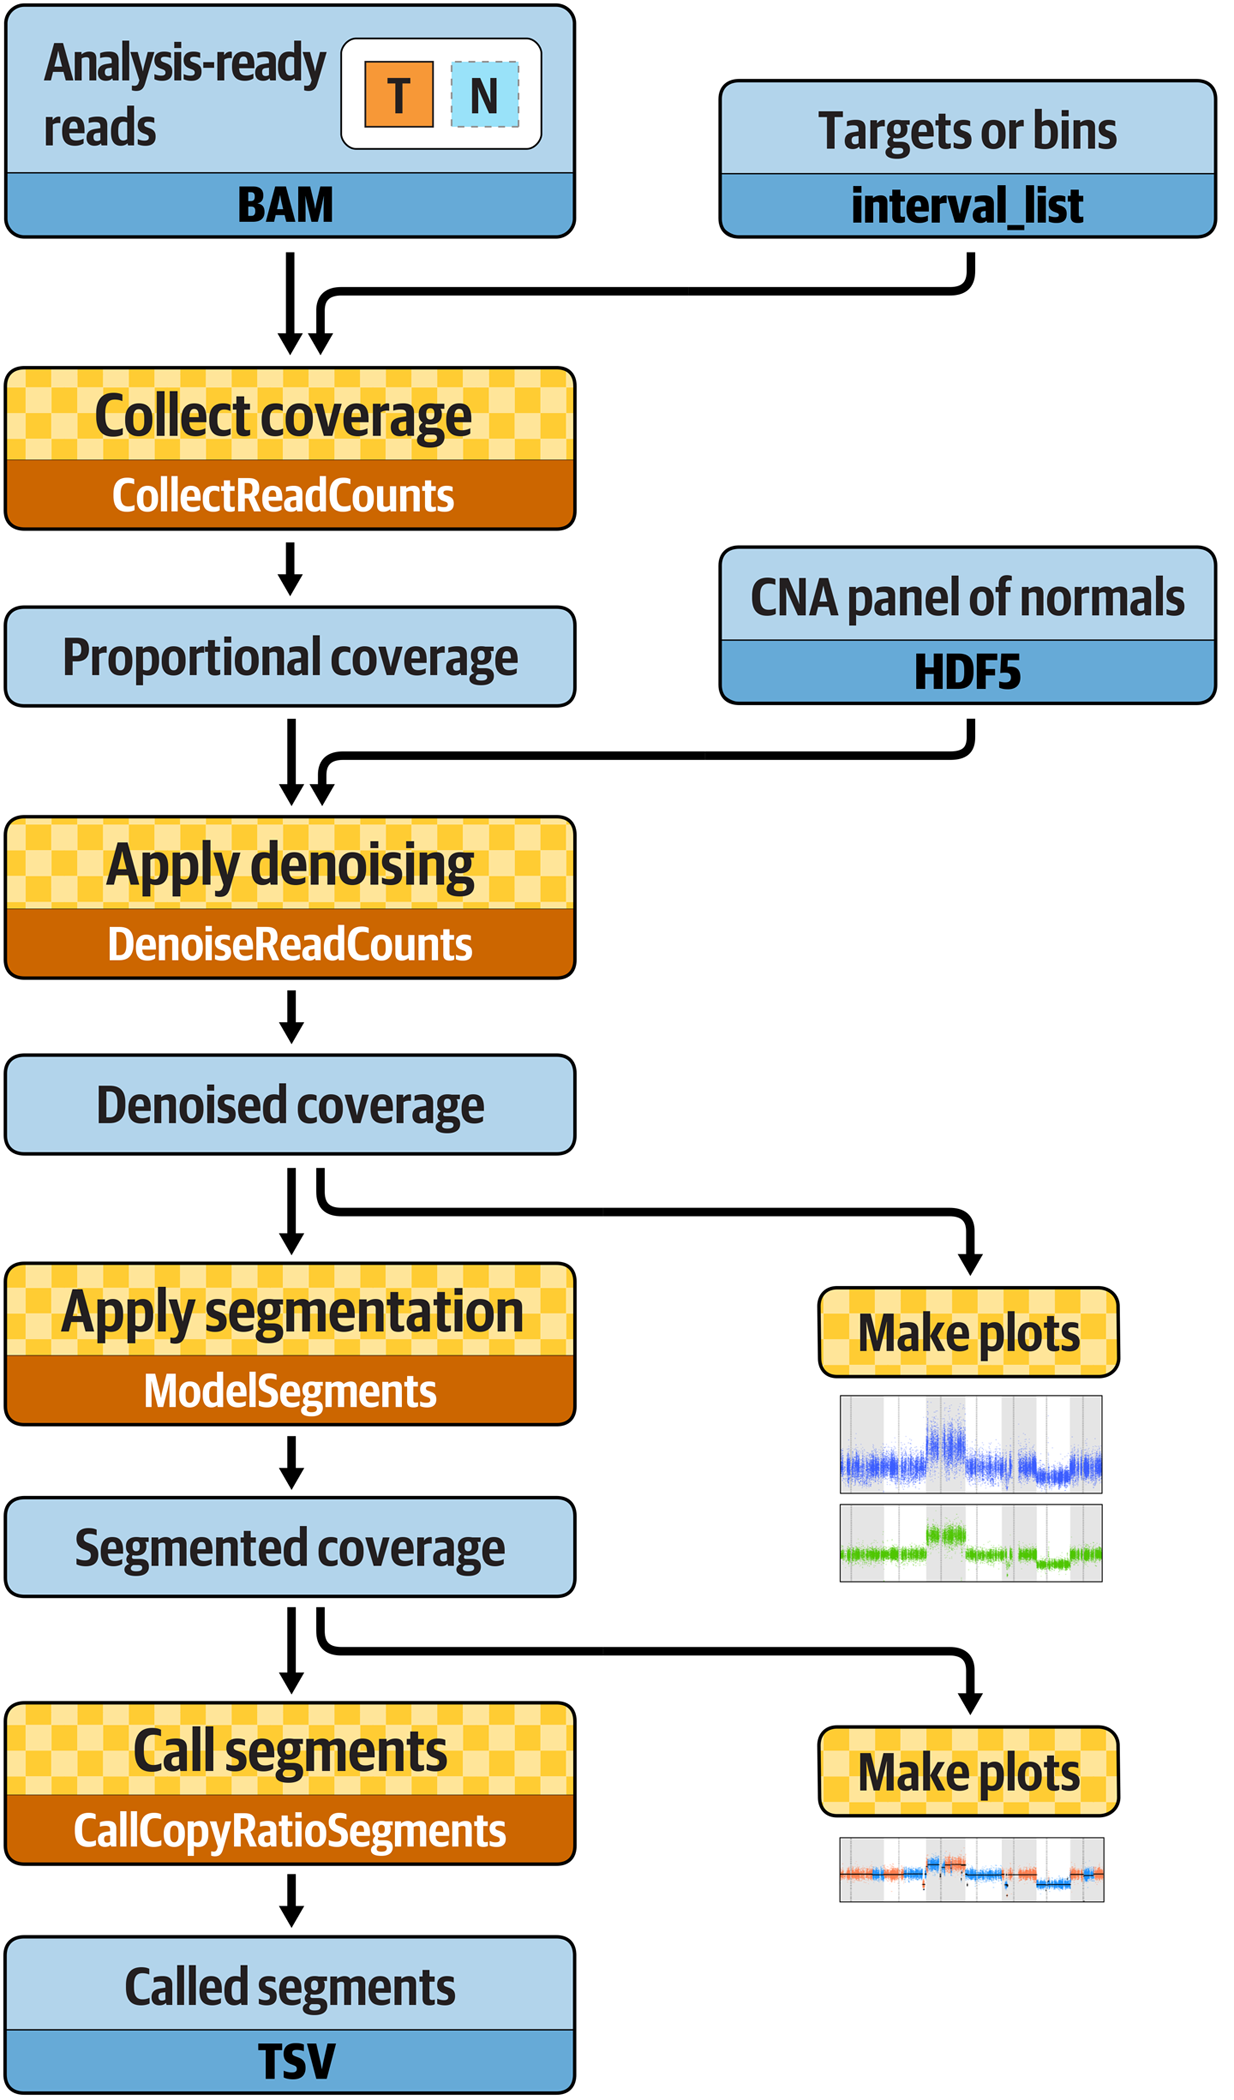 Analysis-ready
reads
T
N
BAM
Targets or bins
interval_list
Collect coverage
CollectReadCounts
Proportional coverage
CNA panel of normals
HDF5
Apply denoising
DenoiseReadCounts
Denoised coverage
Apply segmentation
ModelSegments
Make plots
Segmented coverage
Call segments
CallCopyRatioSegments
Make plots
Called segments
TSV